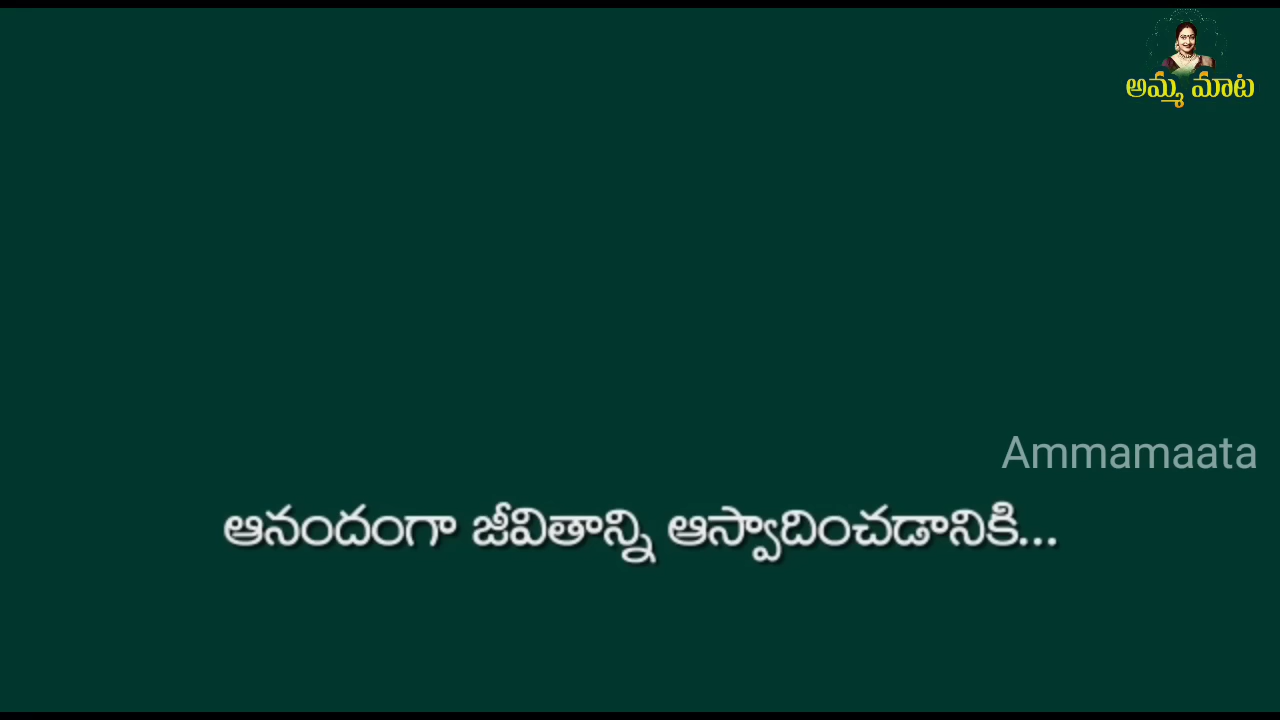 అమ్మ మాట
Ammamaata
ఆనందంగా జీవితాన్ని ఆస్వాదించడానికి...